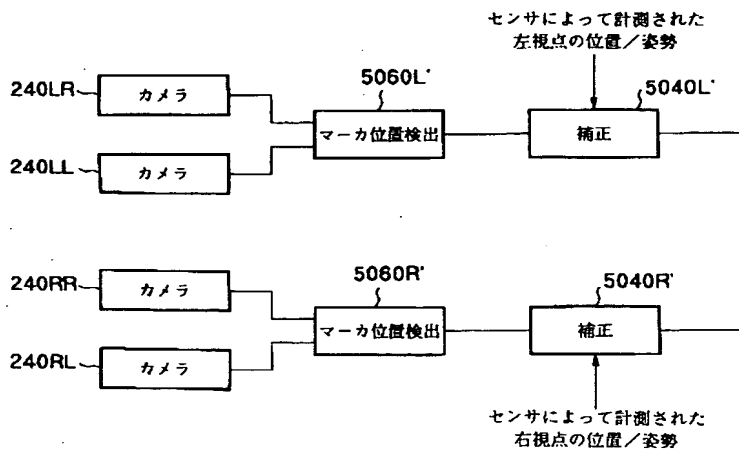 センサによって計測された
左視点の位置/姿勢
240LR
カメラ
5060L'
マーカ位置検出
5040L'
補正
240LL
カメラ
240RR
カメラ
5060R'
マーカ位置検出
5040R'
補正
240RL
カメラ
センサによって計測された
右視点の位置/姿勢